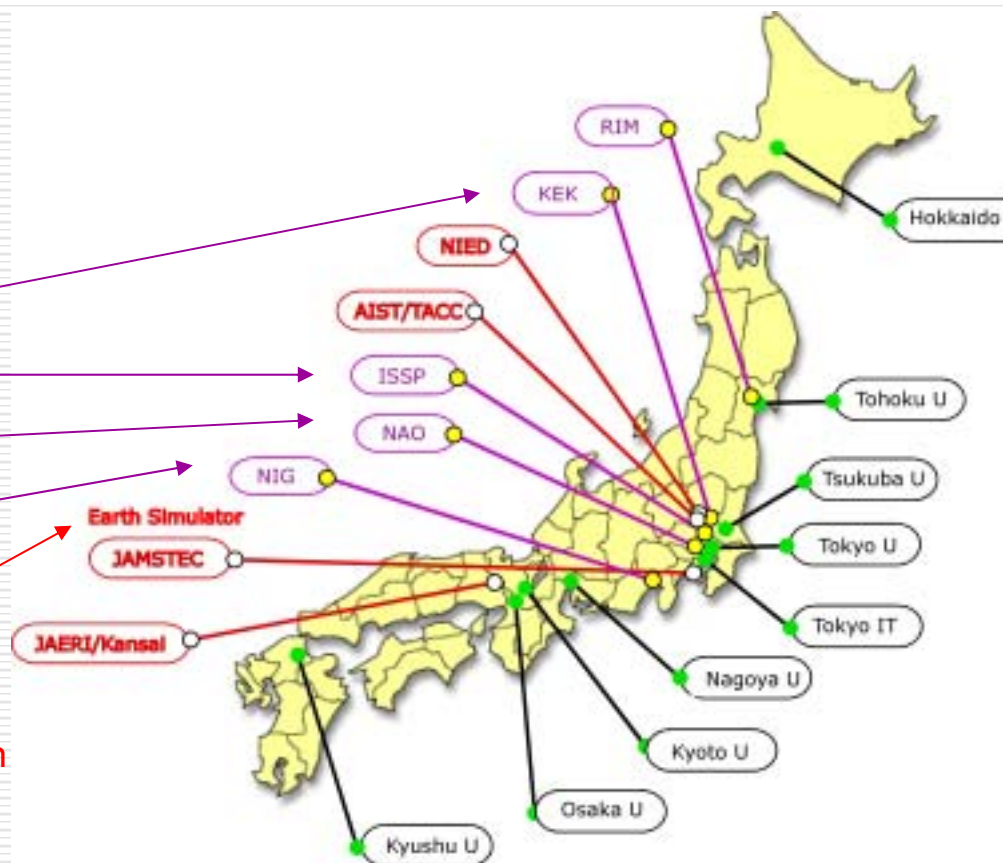 RIM
KEK
Hokkaido
NIED
AIST/TACC
ISSP
Tohoku U
NAO
NIG
Tsukuba U
Earth Simulator
JAMSTEC
Tokyo U
Tokyo IT
JAERI/Kansai
Nagoya U
Kyoto U
Osaka U
Kyushu U